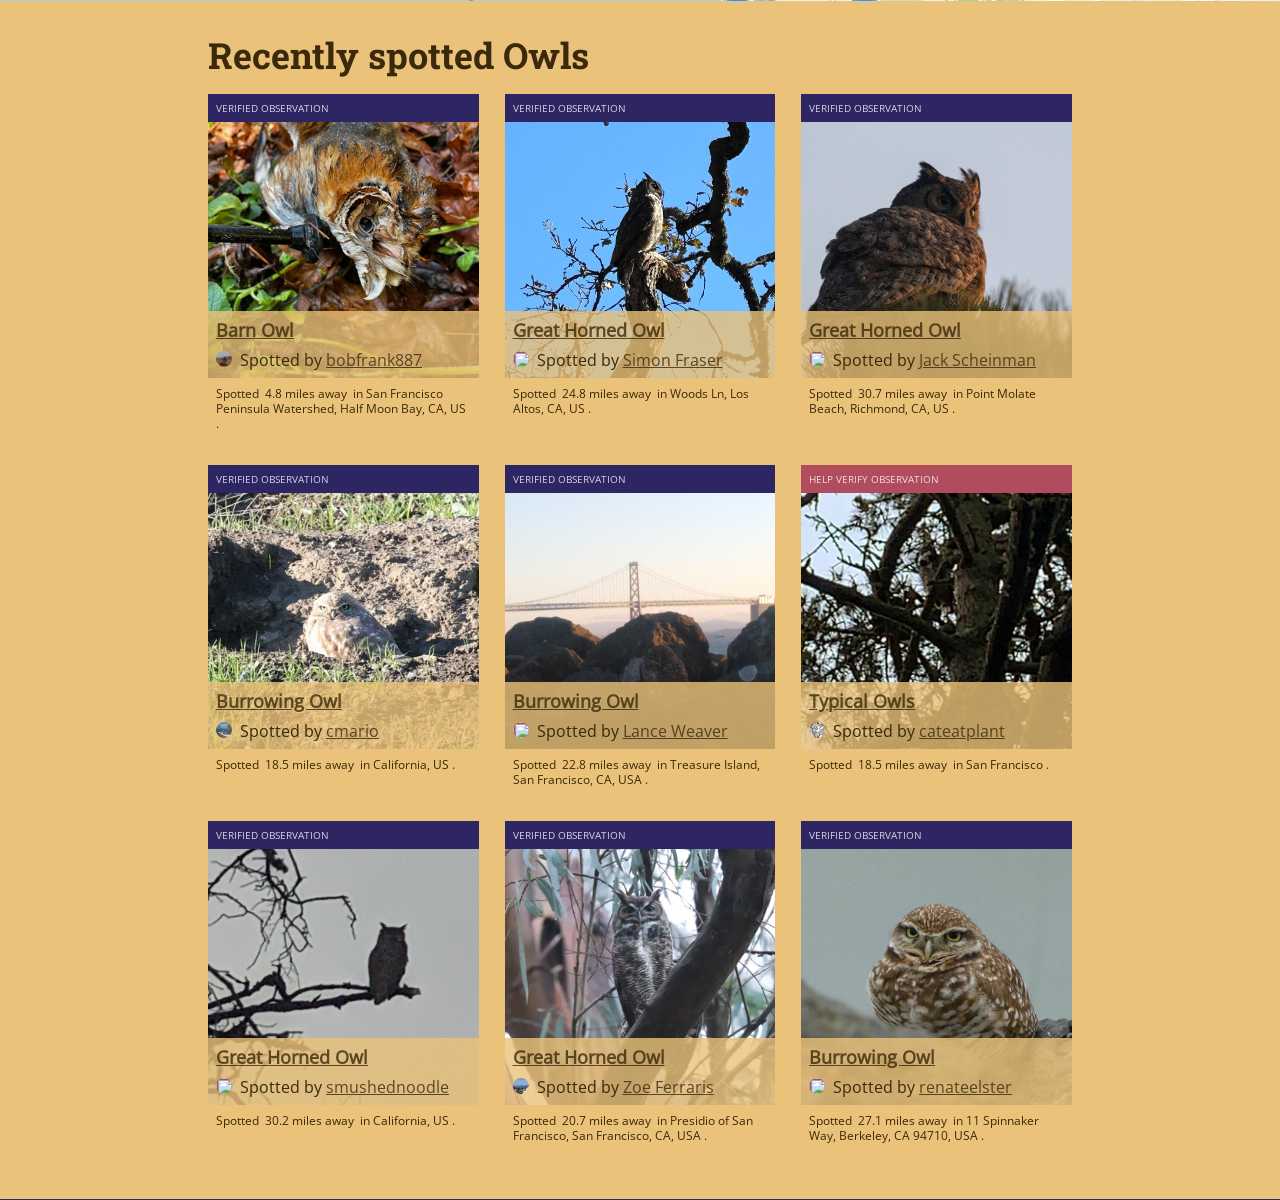 Recently spotted Owls
VERIFIED OBSERVATION
Barn Owl
Spotted by bobfrank887
Spotted 4.8 miles away in San Francisco
Peninsula Watershed, Half Moon Bay, CA, US
.
VERIFIED OBSERVATION
Great Horned Owl
Spotted by Simon Fraser
Spotted 24.8 miles away in Woods Ln, Los
Altos, CA, US .
VERIFIED OBSERVATION
Great Horned Owl
Spotted by Jack Scheinman
Spotted 30.7 miles away in Point Molate
Beach, Richmond, CA, US .
VERIFIED OBSERVATION
Burrowing Owl
Spotted by cmario
Spotted 18.5 miles away in California, US .
VERIFIED OBSERVATION
Burrowing Owl
Spotted by Lance Weaver
Spotted 22.8 miles away in Treasure Island,
San Francisco, CA, USA .
HELP VERIFY OBSERVATION
Typical Owls
Spotted by cateatplant
Spotted 18.5 miles away in San Francisco .
VERIFIED OBSERVATION
Great Horned Owl
Spotted by smushednoodle
Spotted 30.2 miles away in California, US .
VERIFIED OBSERVATION
Great Horned Owl
Spotted by Zoe Ferraris
Spotted 20.7 miles away in Presidio of San
Francisco, San Francisco, CA, USA .
VERIFIED OBSERVATION
Burrowing Owl
Spotted by renateelster
Spotted 27.1 miles away in 11 Spinnaker
Way, Berkeley, CA 94710, USA .